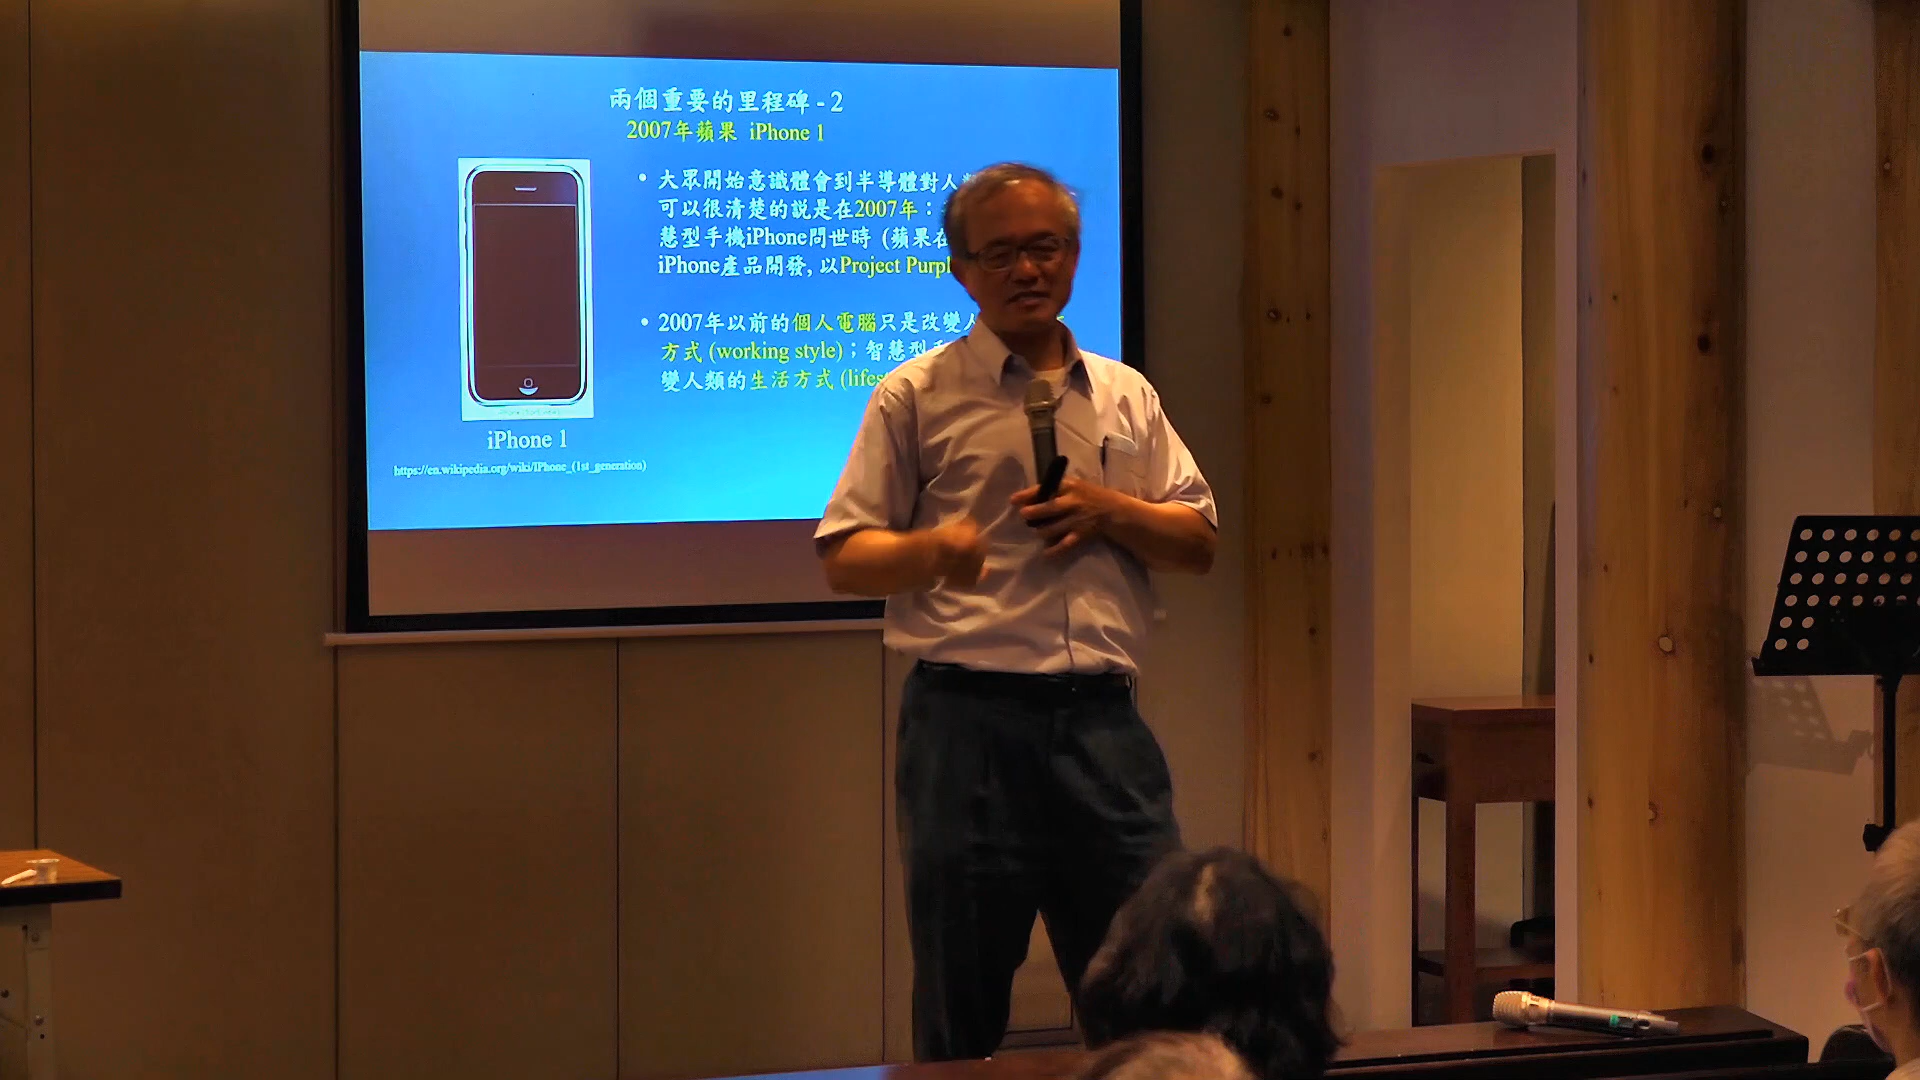 兩個重要的里程碑 - 2
2007年蘋果 iPhone 1
• 大眾開始意識體會到半導體對人
可以很清楚的說是在2007年：
慧型手機iPhone問世時 (蘋果在
iPhone產品開發, 以Project Purpl
• 2007年以前的個人電腦只是改變人
方式 (working style)；智慧型
變人類的生活方式 (lifest
iPhone 1
https://en.wikipedia.org/wiki/IPhone_(1st_generation)